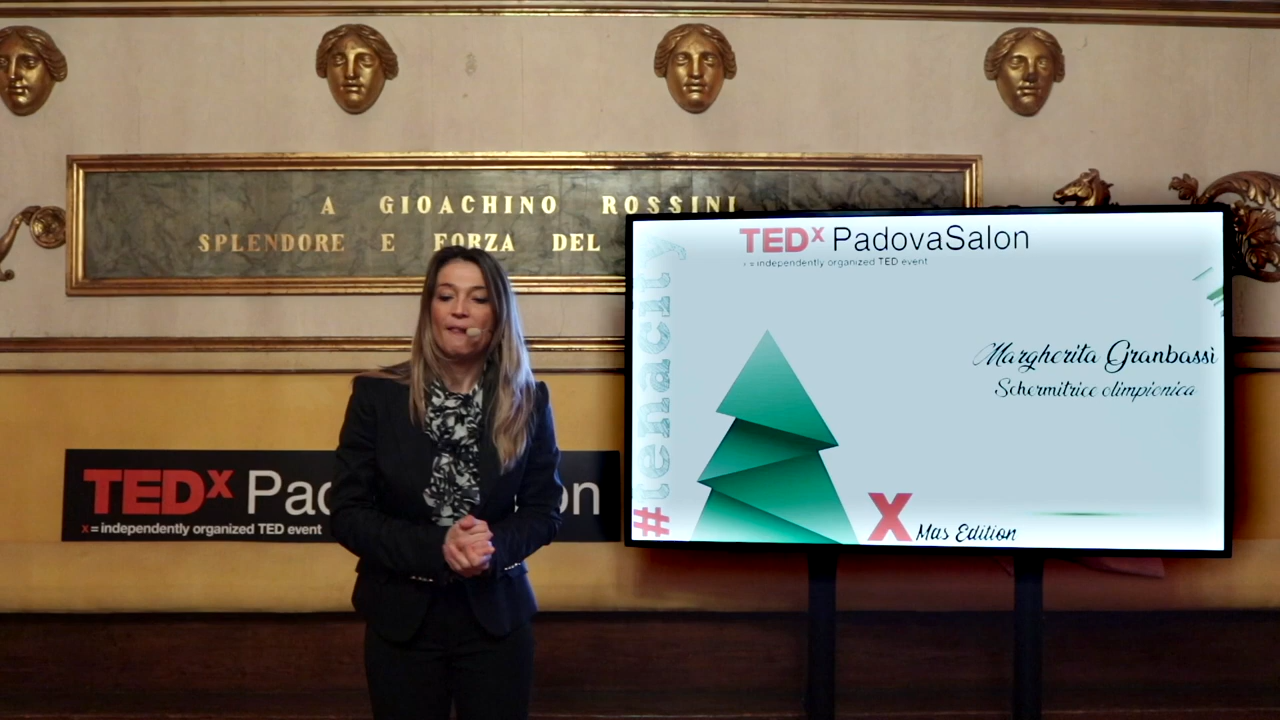 A GIOACHINO ROSSINI
SPLENDORE E FORZA DEL
TEDx PadovaSalon
x = independently organized TED event
#tenacity
Margherita Granbassi
Schermitrice olimpionica
X Mas Edition
TEDx Pad on
x = independently organized TED event